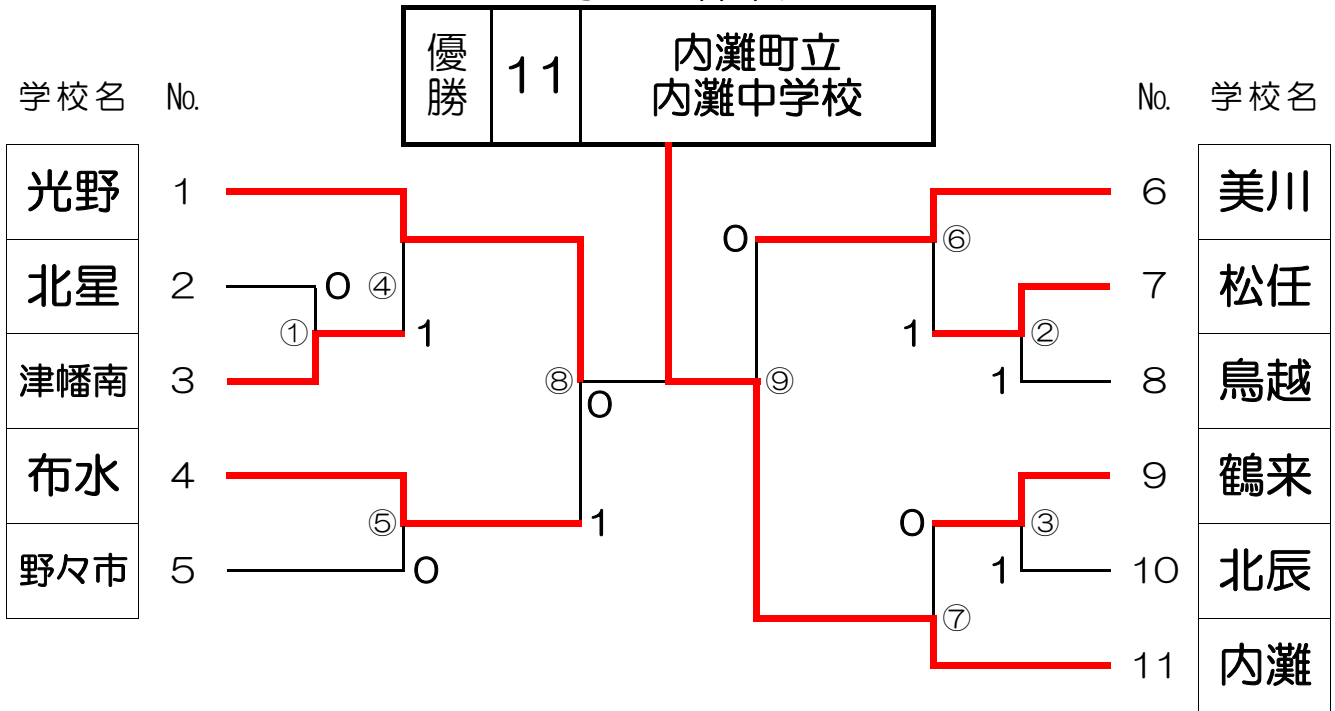 優勝 11 内灘町立
内灘中学校
学校名 No.
No. 学校名
光野 1
北星 2
津幡南 3
布水 4
野々市 5
0 ④
① 1
⑧ 0
⑤ 1
0
0 ⑥
1 ②
⑨ 1
0 ③
1
⑦
6 美川
7 松任
8 鳥越
9 鶴来
10 北辰
11 内灘